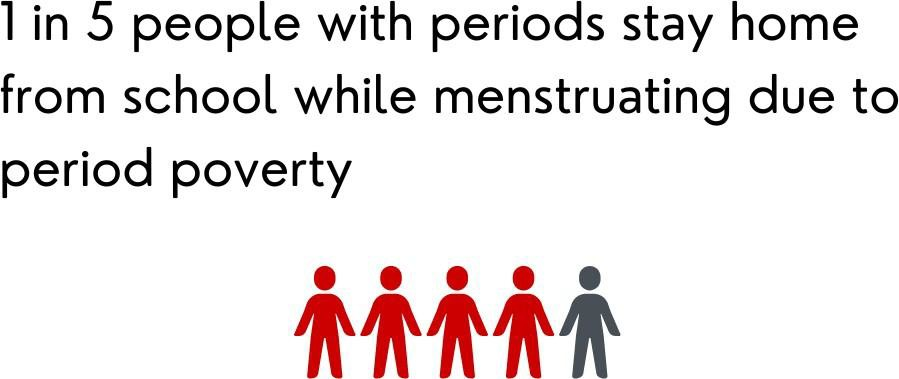 1 in 5 people with periods stay home
from school while menstruating due to
period poverty